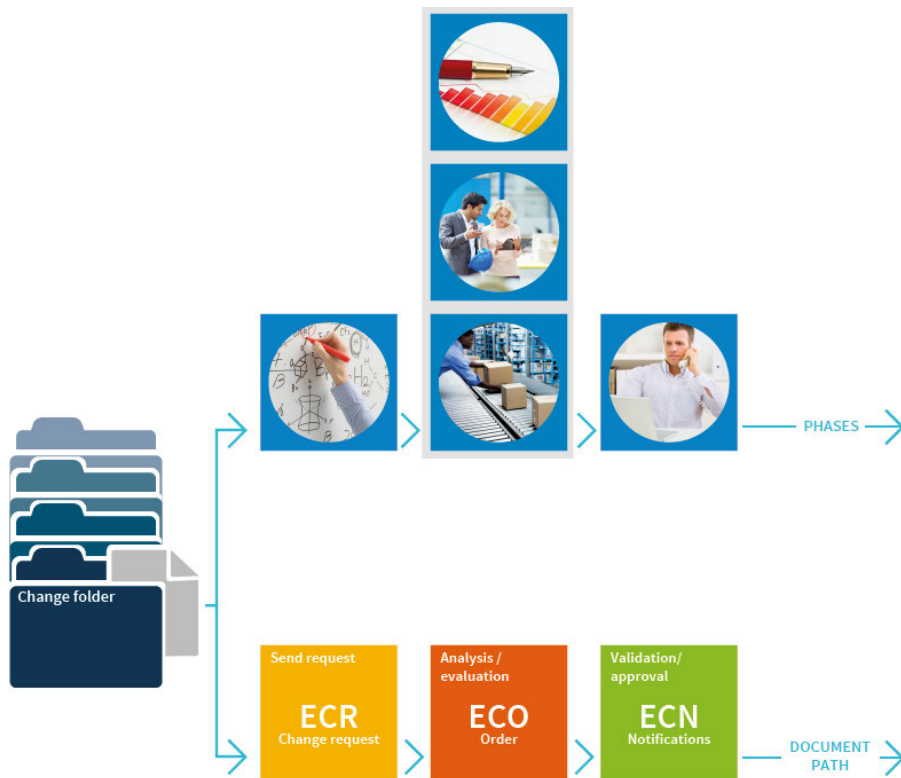 PHASES
Change folder
Send request
ECR
Change request
Analysis /
evaluation
ECO
Order
Validation/
approval
ECN
Notifications
DOCUMENT
PATH